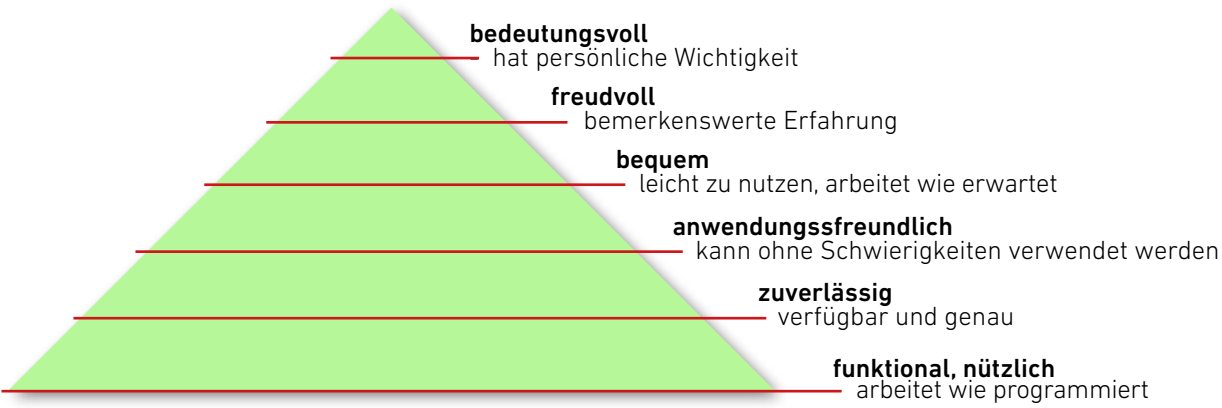 bedeutungsvoll
hat persönliche Wichtigkeit
freudvoll
bemerkenswerte Erfahrung
bequem
leicht zu nutzen, arbeitet wie erwartet
anwendungssfreundlich
kann ohne Schwierigkeiten verwendet werden
zuverlässig
verfügbar und genau
funktional, nützlich
arbeitet wie programmiert